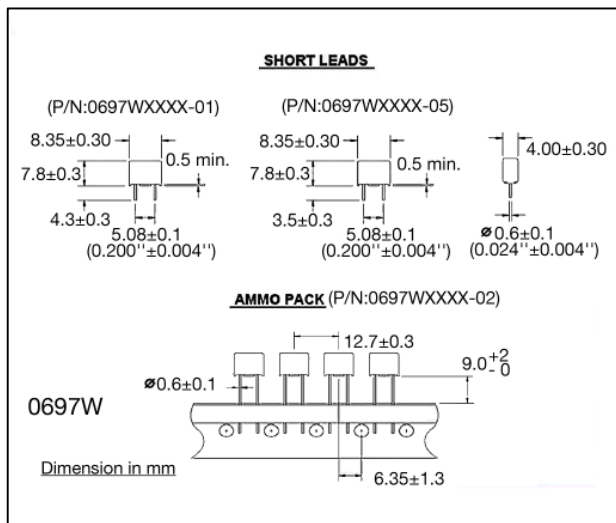 SHORT LEADS
(P/N:0697WXXXX-01)
(P/N:0697WXXXX-05)
8.35±0.30
8.35±0.30
4.00±0.30
7.8±0.3
0.5 min.
7.8±0.3
0.5 min.
4.3±0.3
3.5±0.3
5.08±0.1
(0.200''±0.004'')
5.08±0.1
(0.200''±0.004'')
ø0.6±0.1
(0.024''±0.004'')
AMMO PACK (P/N:0697WXXXX-02)
12.7±0.3
9.0 +2 - 0
ø0.6±0.1
0697W
Dimension in mm
6.35±1.3